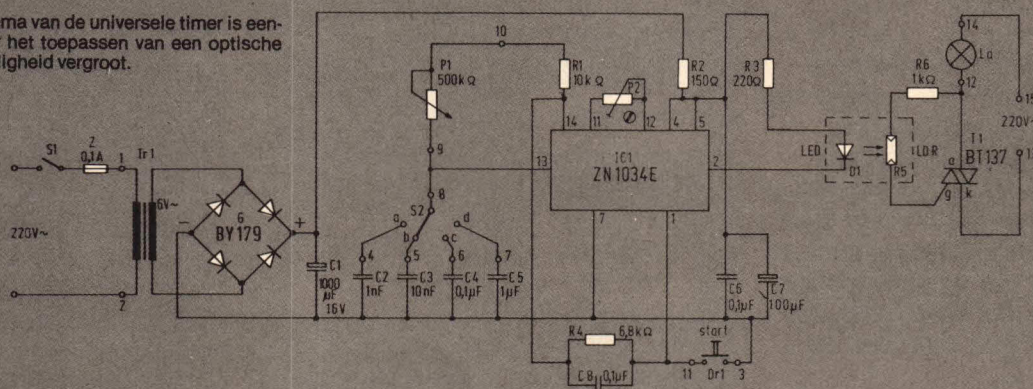 ma van de universele timer is een-
het toepassen van een optische
ligheid vergroot.
S1
Z
0,1A
1
Tr1
6V~
220V~
2
G
BY179
-
+
C1
1000
µF
16V
P1
500kΩ
10
9
8
S2
a
b
c
d
4
5
6
7
C2
1nF
C3
10nF
C4
0,1µF
C5
1µF
R1
10kΩ
P2
R2
150Ω
R3
220Ω
14
11
12
4
5
13
IC1
ZN1034E
2
7
1
LED
D1
LDR
R5
R6
1kΩ
14
La
12
15
220V~
T1
BT137
a
g
k
C6
0,1µF
C7
100µF
R4
6,8kΩ
C8
0,1µF
start
11
Dr1
3